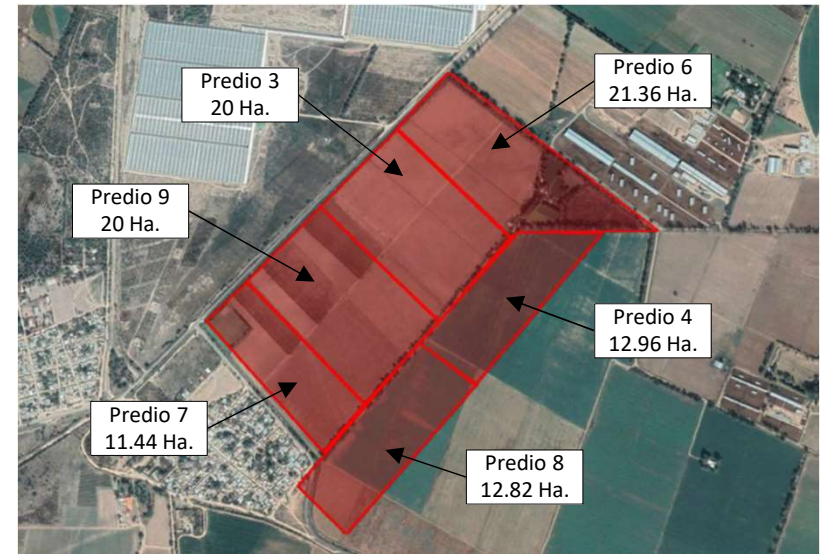 Predio 3
20 Ha.
Predio 6
21.36 Ha.
Predio 9
20 Ha.
Predio 4
12.96 Ha.
Predio 7
11.44 Ha.
Predio 8
12.82 Ha.